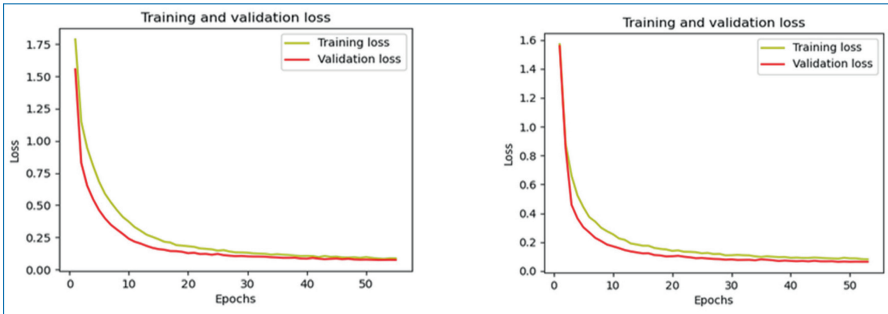 Training and validation loss
1.75
1.50
1.25
1.00
0.75
0.50
0.25
0.00
Loss
Training loss
Validation loss
0 10 20 30 40 50
Epochs
Training and validation loss
1.6
1.4
1.2
1.0
0.8
0.6
0.4
0.2
0.0
Loss
Training loss
Validation loss
0 10 20 30 40 50
Epochs